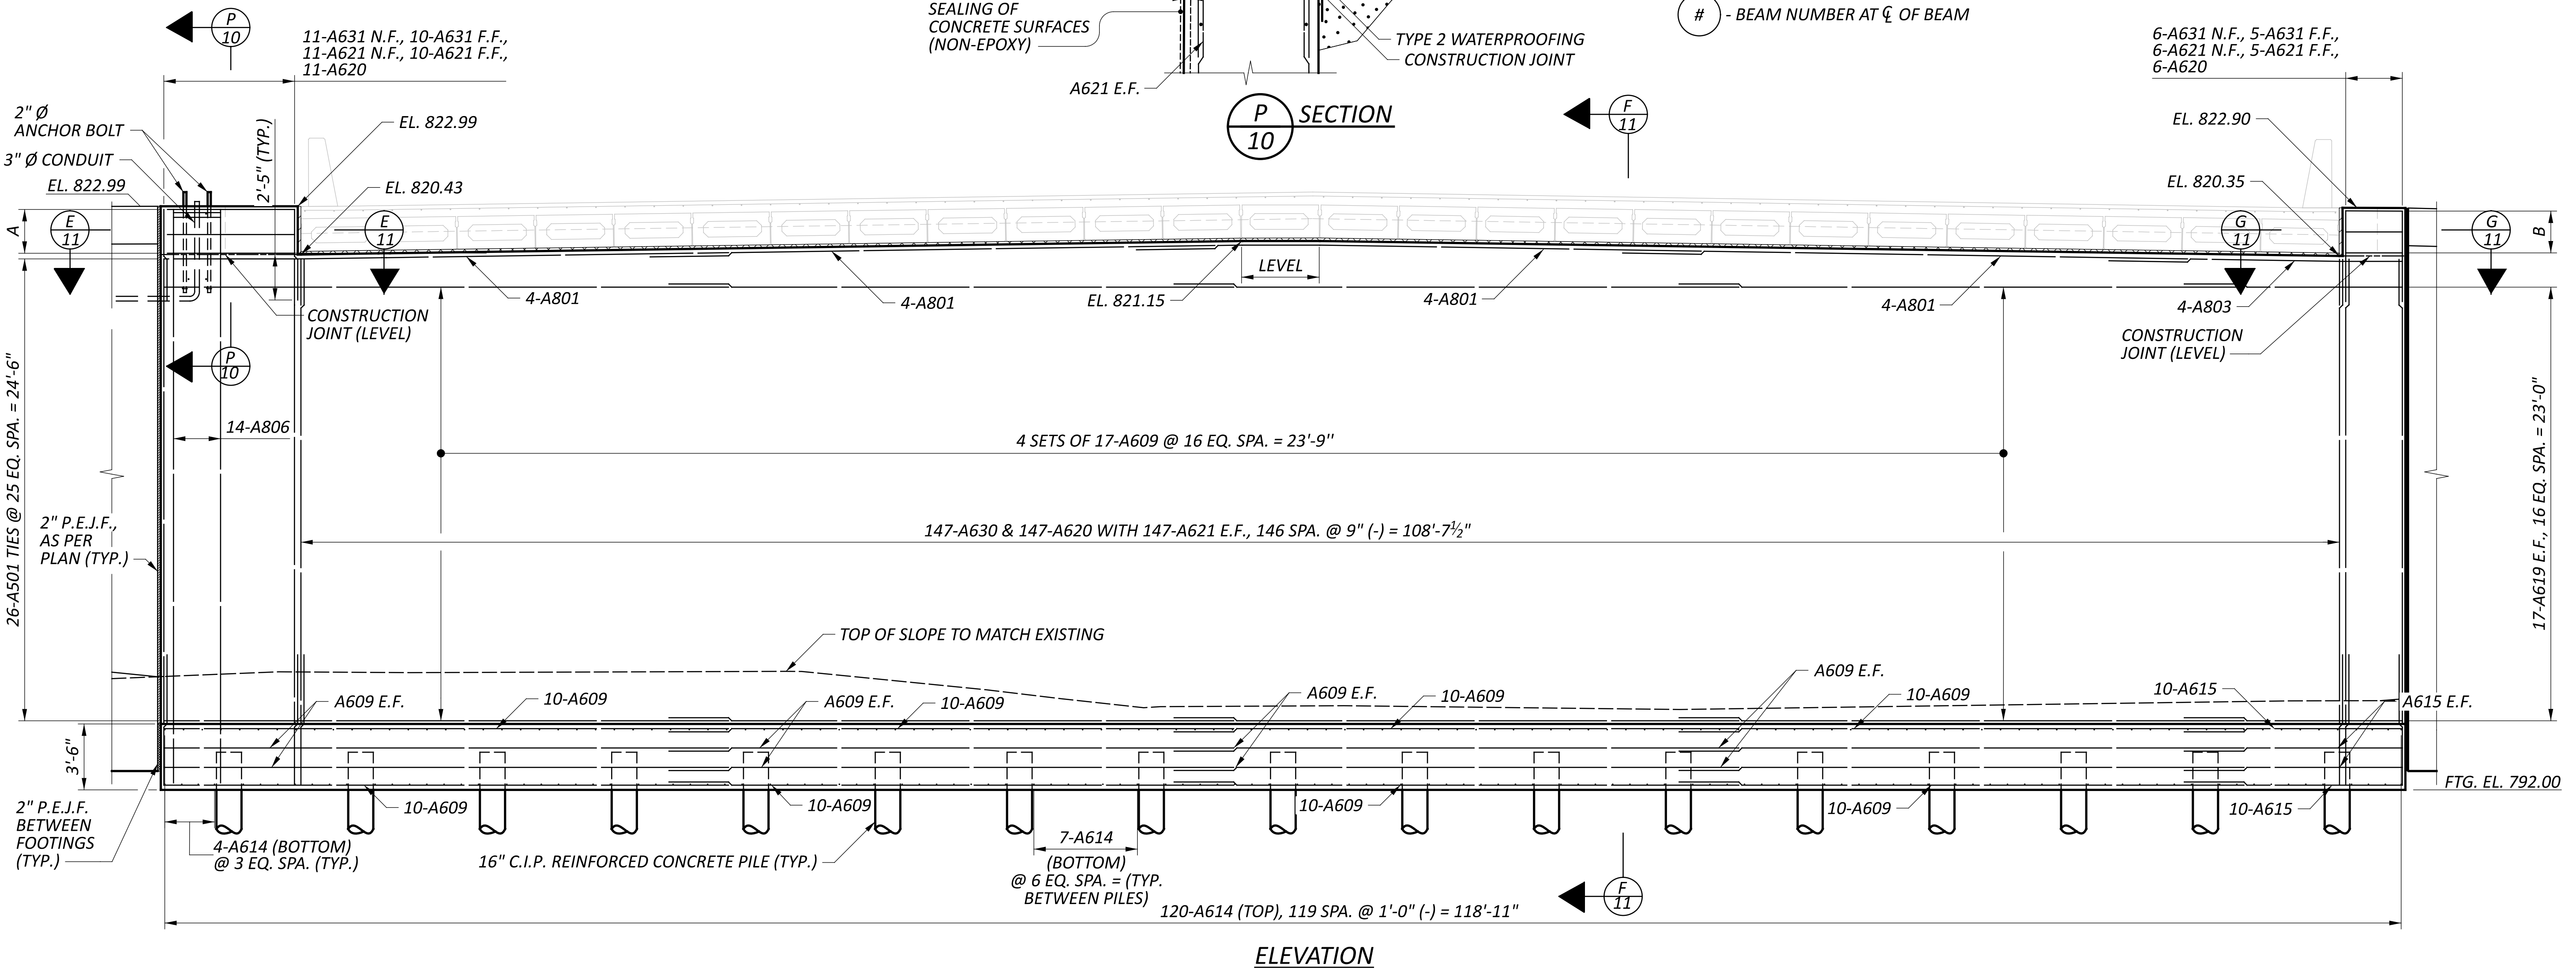 P
10
11-A631 N.F., 10-A631 F.F.,
11-A621 N.F., 10-A621 F.F.,
11-A620
SEALING OF
CONCRETE SURFACES
(NON-EPOXY)
A621 E.F.
TYPE 2 WATERPROOFING
CONSTRUCTION JOINT
P
10
SECTION
# - BEAM NUMBER AT ℄ OF BEAM
F
11
6-A631 N.F., 5-A631 F.F.,
6-A621 N.F., 5-A621 F.F.,
6-A620
2" Ø
ANCHOR BOLT
3" Ø CONDUIT
EL. 822.99
2'-5" (TYP.)
EL. 822.99
EL. 820.43
EL. 822.90
EL. 820.35
A
E
11
E
11
G
11
G
11
B
LEVEL
EL. 821.15
4-A801
4-A801
4-A801
4-A801
4-A803
CONSTRUCTION
JOINT (LEVEL)
CONSTRUCTION
JOINT (LEVEL)
P
10
26-A501 TIES @ 25 EQ. SPA. = 24'-6"
14-A806
4 SETS OF 17-A609 @ 16 EQ. SPA. = 23'-9''
17-A619 E.F., 16 EQ. SPA. = 23'-0"
2" P.E.J.F.,
AS PER
PLAN (TYP.)
147-A630 & 147-A620 WITH 147-A621 E.F., 146 SPA. @ 9" (-) = 108'-7½"
TOP OF SLOPE TO MATCH EXISTING
A609 E.F.
10-A609
A609 E.F.
10-A609
A609 E.F.
10-A609
A609 E.F.
10-A609
10-A615
A615 E.F.
3'-6"
FTG. EL. 792.00
10-A609
10-A609
10-A609
10-A609
10-A615
2" P.E.J.F.
BETWEEN
FOOTINGS
(TYP.)
4-A614 (BOTTOM)
@ 3 EQ. SPA. (TYP.)
16" C.I.P. REINFORCED CONCRETE PILE (TYP.)
7-A614
(BOTTOM)
@ 6 EQ. SPA. = (TYP.
BETWEEN PILES)
F
11
120-A614 (TOP), 119 SPA. @ 1'-0" (-) = 118'-11"
ELEVATION